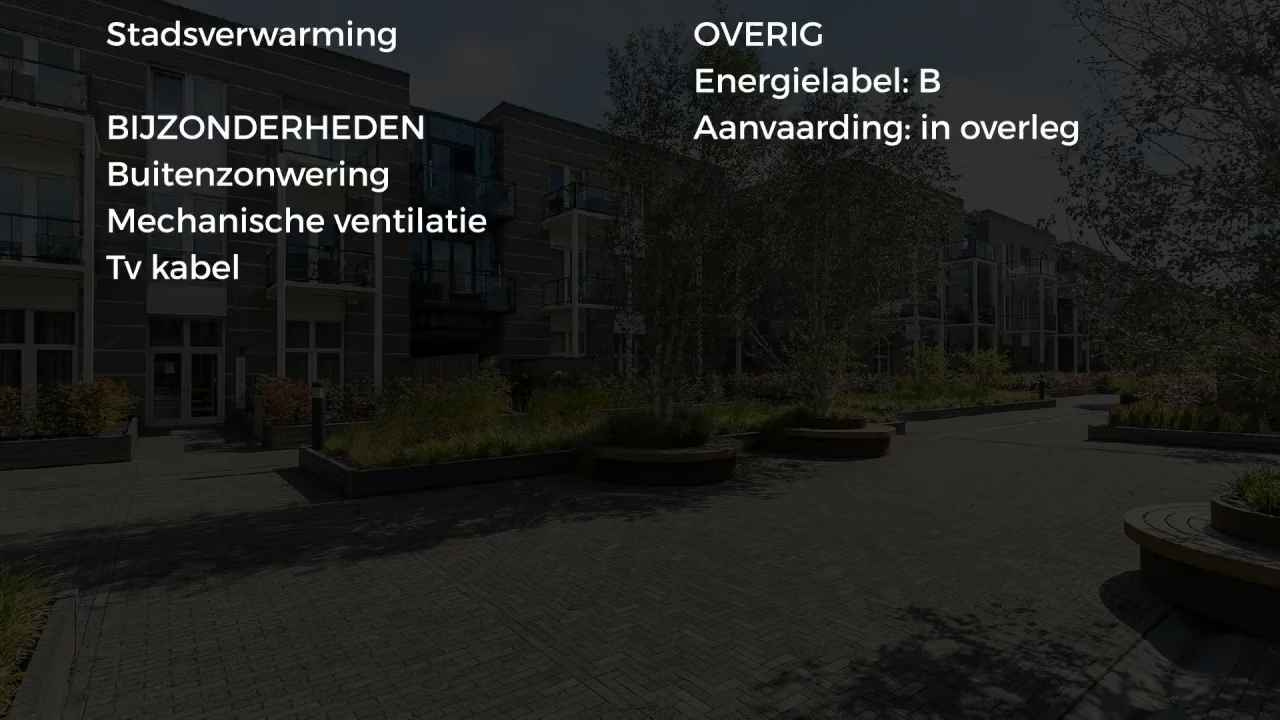 Stadsverwarming
BIJZONDERHEDEN
Buitenzonwering
Mechanische ventilatie
Tv kabel
OVERIG
Energielabel: B
Aanvaarding: in overleg